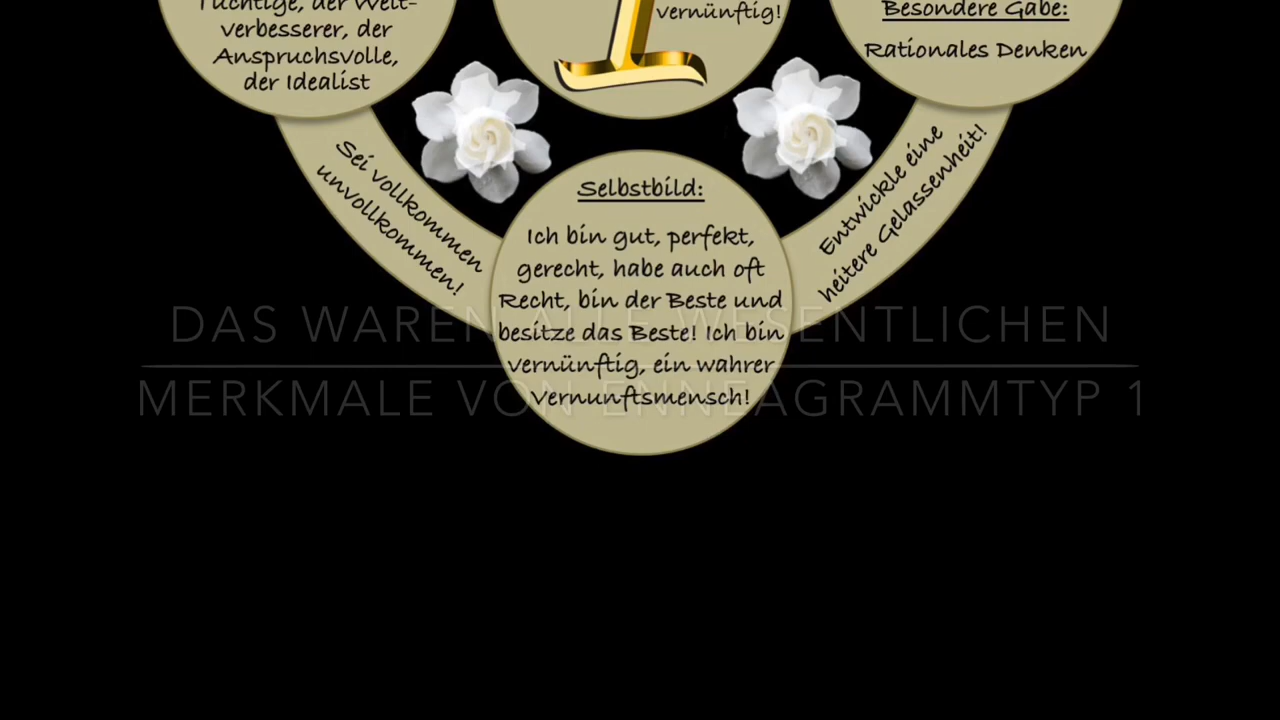 Tüchtige, der Welt-
verbesserer, der
Anspruchsvolle,
der Idealist
1
vernünftig!
Besondere Gabe:
Rationales Denken
Sei vollkommen
unvollkommen!
Entwickle eine
heitere Gelassenheit!
Selbstbild:
Ich bin gut, perfekt,
gerecht, habe auch oft
Recht, bin der Beste und
besitze das Beste! Ich bin
vernünftig, ein wahrer
Vernunftsmensch!
DAS WAREN ALLE WESENTLICHEN
MERKMALE VON ENNEAGRAMMTYP 1